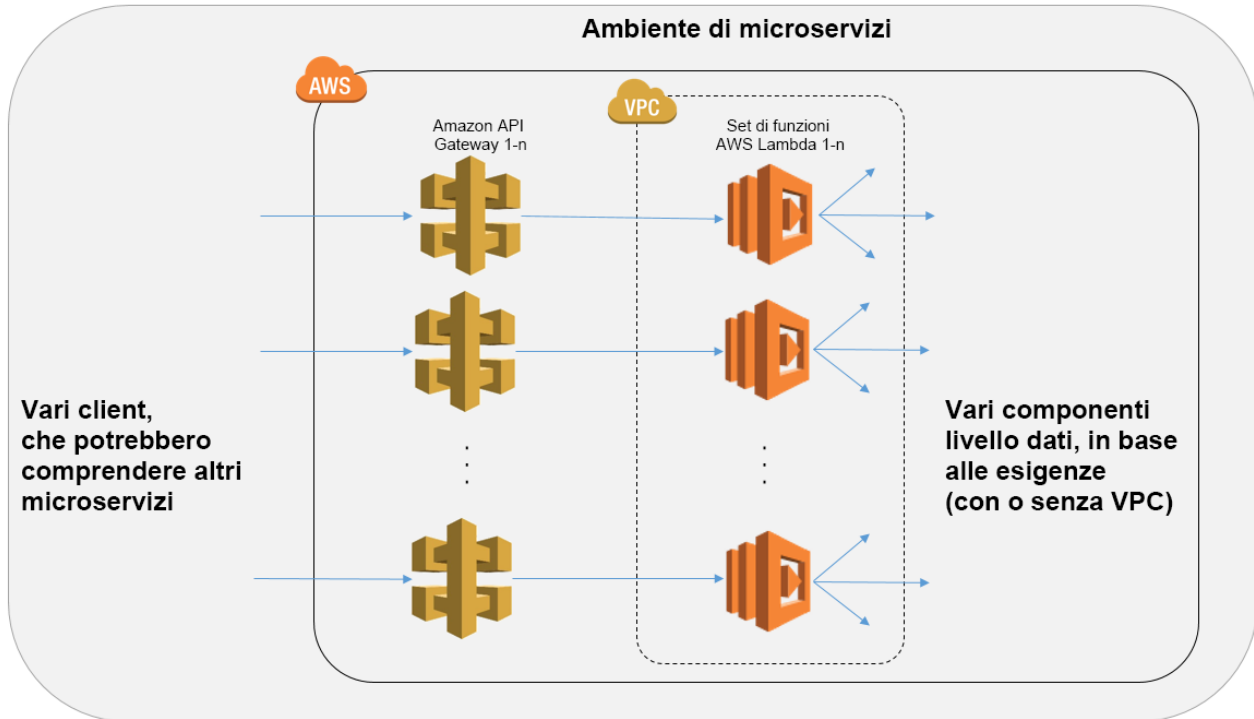 Ambiente di microservizi
AWS
VPC
Amazon API
Gateway 1-n
Set di funzioni
AWS Lambda 1-n
Vari client,
che potrebbero
comprendere altri
microservizi
Vari componenti
livello dati, in base
alle esigenze
(con o senza VPC)